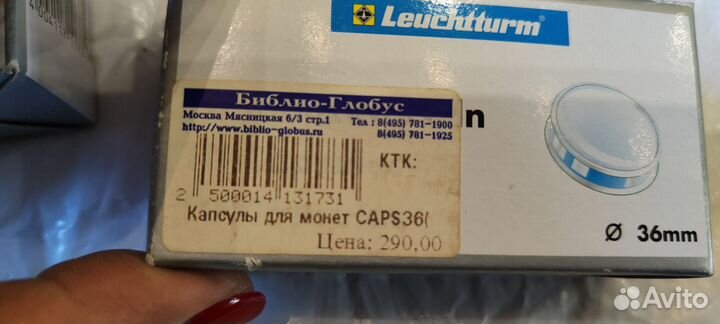 Leuchtturm
Библио-Глобус
Москва Мясницкая 6/3 стр.1 Тел : 8(495) 781-1900
http://www.biblio-globus.ru 8(495) 781-1925
n
КТК:
2 500014 131731
Капсулы для монет CAPS36(
Цена: 290,00
Ø 36mm
Avito